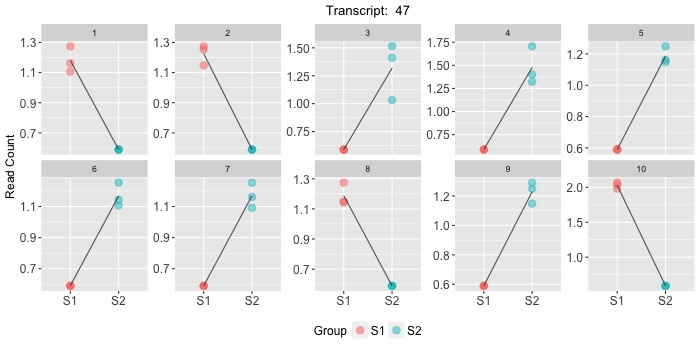 Transcript: 47
1 2 3 4 5
1.3 1.1 0.9 0.7
1.3 1.1 0.9 0.7
1.50 1.25 1.00 0.75
1.75 1.50 1.25 1.00 0.75
1.2 1.0 0.8 0.6
Read Count
6 7 8 9 10
1.1 0.9 0.7
1.1 0.9 0.7
1.3 1.1 0.9 0.7
1.2 1.0 0.8 0.6
2.0 1.5 1.0
S1 S2 S1 S2 S1 S2 S1 S2 S1 S2
Group S1 S2